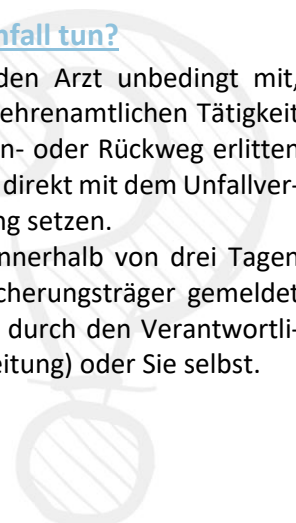 nfall tun?
den Arzt unbedingt mit,
ehrenamtlichen Tätigkeit
n- oder Rückweg erlitten
direkt mit dem Unfallver-
ng setzen.
nnerhalb von drei Tagen
cherungsträger gemeldet
durch den Verantwortli-
eitung) oder Sie selbst.